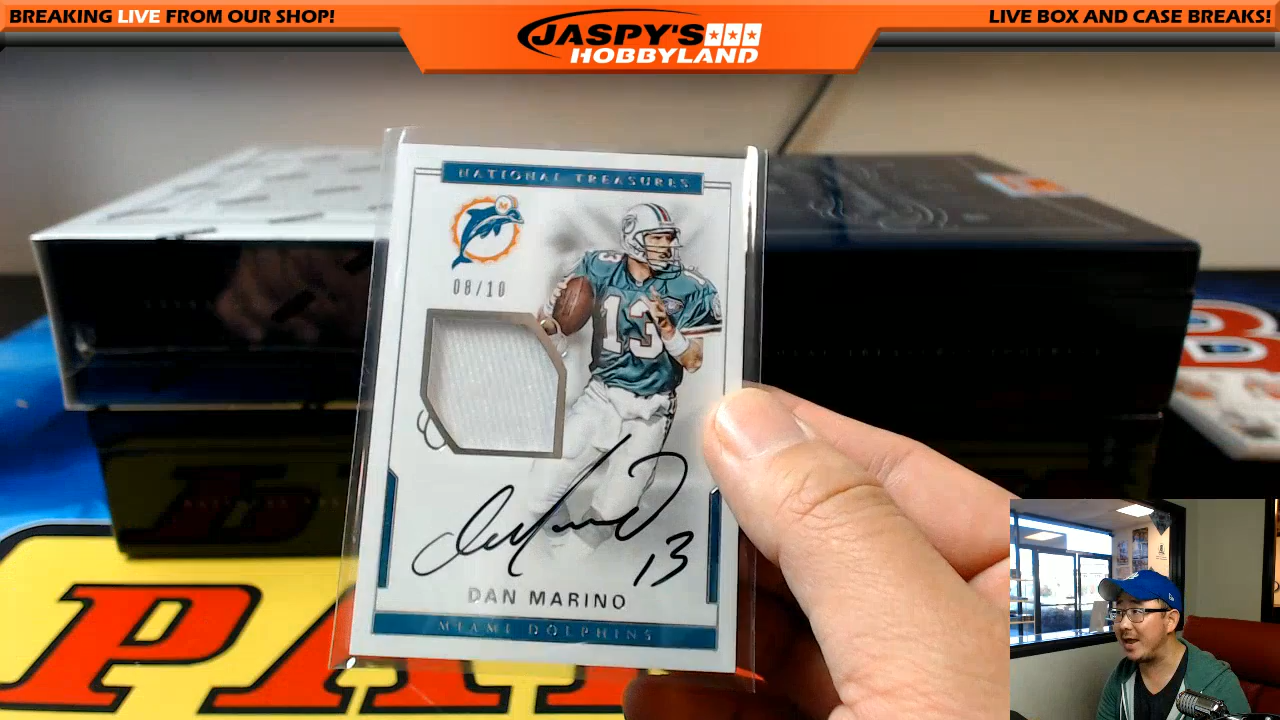 BREAKING LIVE FROM OUR SHOP!
JASPY'S
HOBBYLAND
LIVE BOX AND CASE BREAKS!
NATIONAL TREASURES
08/10
13
13
DAN MARINO
MIAMI DOLPHINS